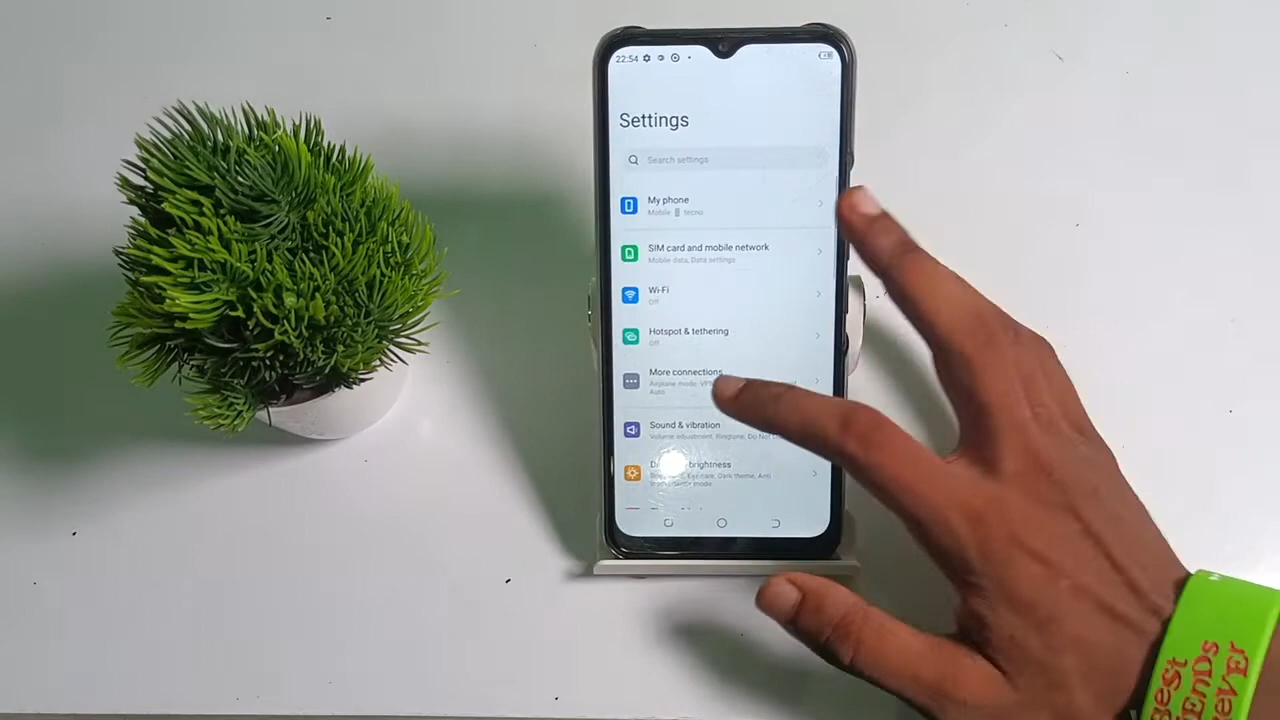 22:54
Settings
Search settings
My phone
Mobile tecno
SIM card and mobile network
Mobile data, Data settings
Wi-Fi
Off
Hotspot & tethering
Off
More connections
Airplane mode, VPN
Auto
Sound & vibration
Volume adjustment, Ringtone, Do Not
brightness
Eye care, Dark theme, Anti
mode
BEST
ENDS
EVER